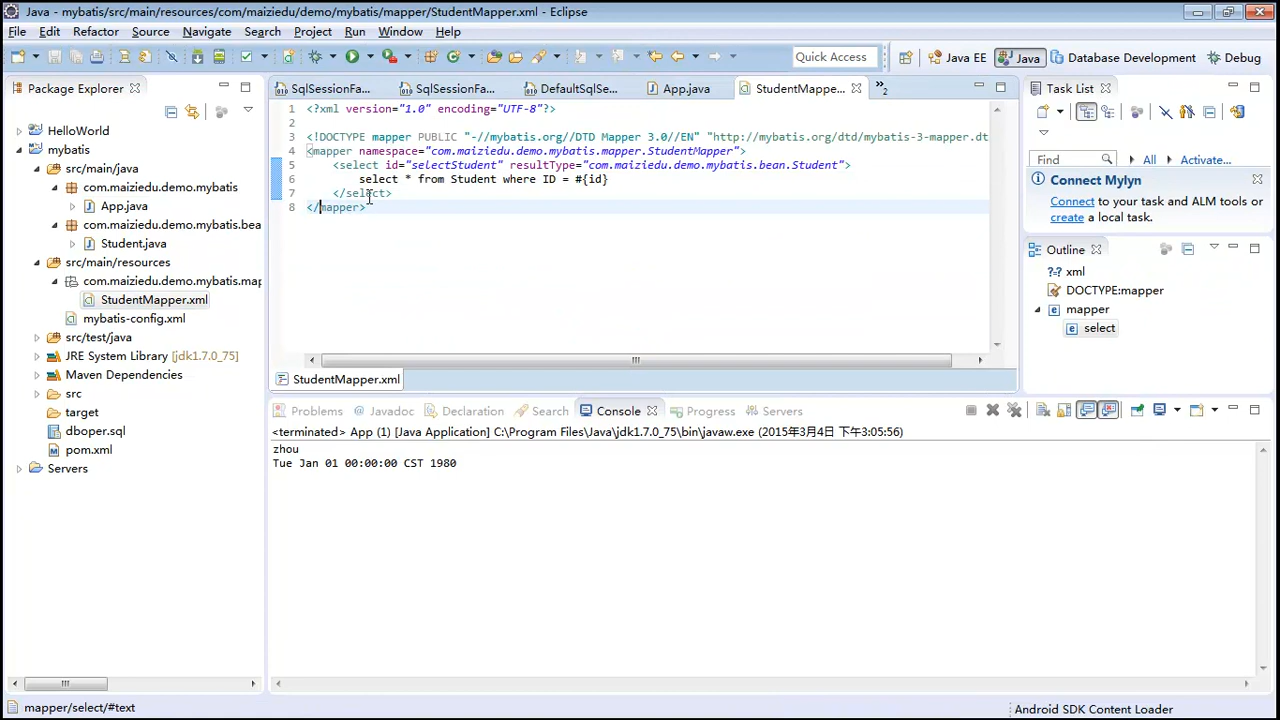 Java - mybatis/src/main/resources/com/maiziedu/demo/mybatis/mapper/StudentMapper.xml - Eclipse
File Edit Refactor Source Navigate Search Project Run Window Help
Quick Access
Java EE
Java
Database Development
Debug
Package Explorer
HelloWorld
mybatis
src/main/java
com.maiziedu.demo.mybatis
App.java
com.maiziedu.demo.mybatis.bea
Student.java
src/main/resources
com.maiziedu.demo.mybatis.map
StudentMapper.xml
mybatis-config.xml
src/test/java
JRE System Library [jdk1.7.0_75]
Maven Dependencies
src
target
dboper.sql
pom.xml
Servers
SqlSessionFa... SqlSessionFa... DefaultSqlSe... App.java StudentMappe... »2
1 <?xml version="1.0" encoding="UTF-8"?>
2
3 <!DOCTYPE mapper PUBLIC "-//mybatis.org//DTD Mapper 3.0//EN" "http://mybatis.org/dtd/mybatis-3-mapper.dt
4 <mapper namespace="com.maiziedu.demo.mybatis.mapper.StudentMapper">
5 <select id="selectStudent" resultType="com.maiziedu.demo.mybatis.bean.Student">
6 select * from Student where ID = #{id}
7 </select>
8 </mapper>
StudentMapper.xml
Task List
Find All Activate...
Connect Mylyn
Connect to your task and ALM tools or
create a local task.
Outline
xml
DOCTYPE:mapper
mapper
select
Problems Javadoc Declaration Search Console Progress Servers
<terminated> App (1) [Java Application] C:\Program Files\Java\jdk1.7.0_75\bin\javaw.exe (2015年3月4日 下午3:05:56)
zhou
Tue Jan 01 00:00:00 CST 1980
mapper/select/#text
Android SDK Content Loader